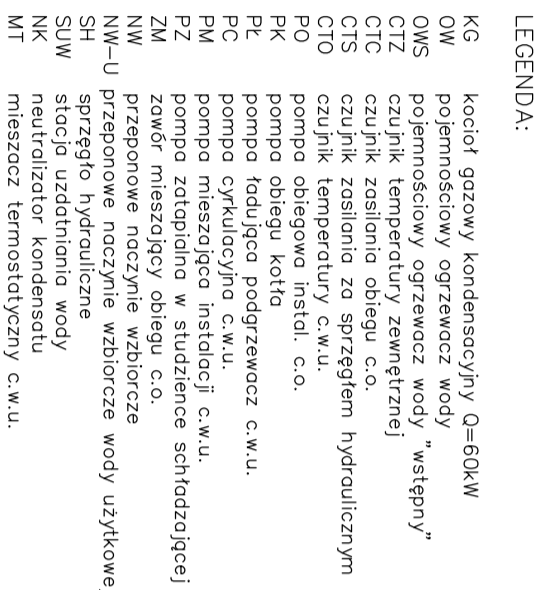 LEGENDA:
KG kocioł gazowy kondensacyjny Q=60kW
OW pojemnościowy ogrzewacz wody
OWS pojemnościowy ogrzewacz wody "wstępny"
CTZ czujnik temperatury zewnętrznej
CTC czujnik zasilania obiegu c.o.
CTS czujnik zasilania za sprzęgłem hydraulicznym
CTO czujnik temperatury c.w.u.
PO pompa obiegowa instal. c.o.
PK pompa obiegu kotła
PŁ pompa ładująca podgrzewacz c.w.u.
PC pompa cyrkulacyjna c.w.u.
PM pompa mieszająca instalacji c.w.u.
PZ pompa zatapialna w studzience schładzającej
ZM zawór mieszający obiegu c.o.
NW przeponowe naczynie wzbiorcze
NW-U przeponowe naczynie wzbiorcze wody użytkowe
SH sprzęgło hydrauliczne
SUW stacja uzdatniania wody
NK neutralizator kondensatu
MT mieszacz termostatyczny c.w.u.